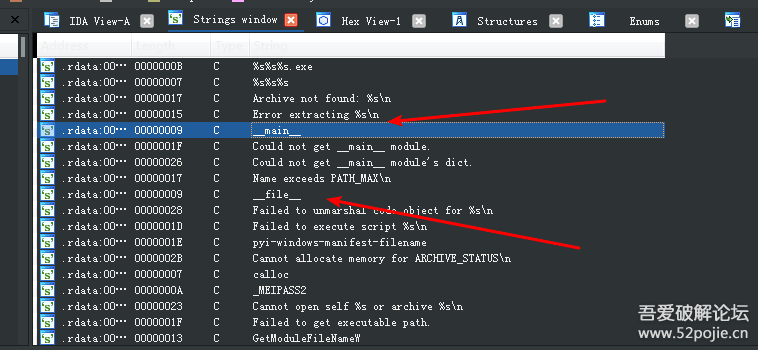 IDA View-A Strings window Hex View-1 Structures Enums
Address Length Type String
.rdata:00… 0000000B C %s%s%s.exe
.rdata:00… 00000007 C %s%s%s
.rdata:00… 00000017 C Archive not found: %s\n
.rdata:00… 00000015 C Error extracting %s\n
.rdata:00… 00000009 C __main__
.rdata:00… 0000001F C Could not get __main__ module.
.rdata:00… 00000026 C Could not get __main__ module's dict.
.rdata:00… 00000017 C Name exceeds PATH_MAX\n
.rdata:00… 00000009 C __file__
.rdata:00… 00000028 C Failed to unmarshal code object for %s\n
.rdata:00… 0000001D C Failed to execute script %s\n
.rdata:00… 0000001E C pyi-windows-manifest-filename
.rdata:00… 0000002B C Cannot allocate memory for ARCHIVE_STATUS\n
.rdata:00… 00000007 C calloc
.rdata:00… 0000000A C _MEIPASS2
.rdata:00… 00000023 C Cannot open self %s or archive %s\n
.rdata:00… 0000001F C Failed to get executable path.
.rdata:00… 00000013 C GetModuleFileNameW
吾爱破解论坛
www.52pojie.cn